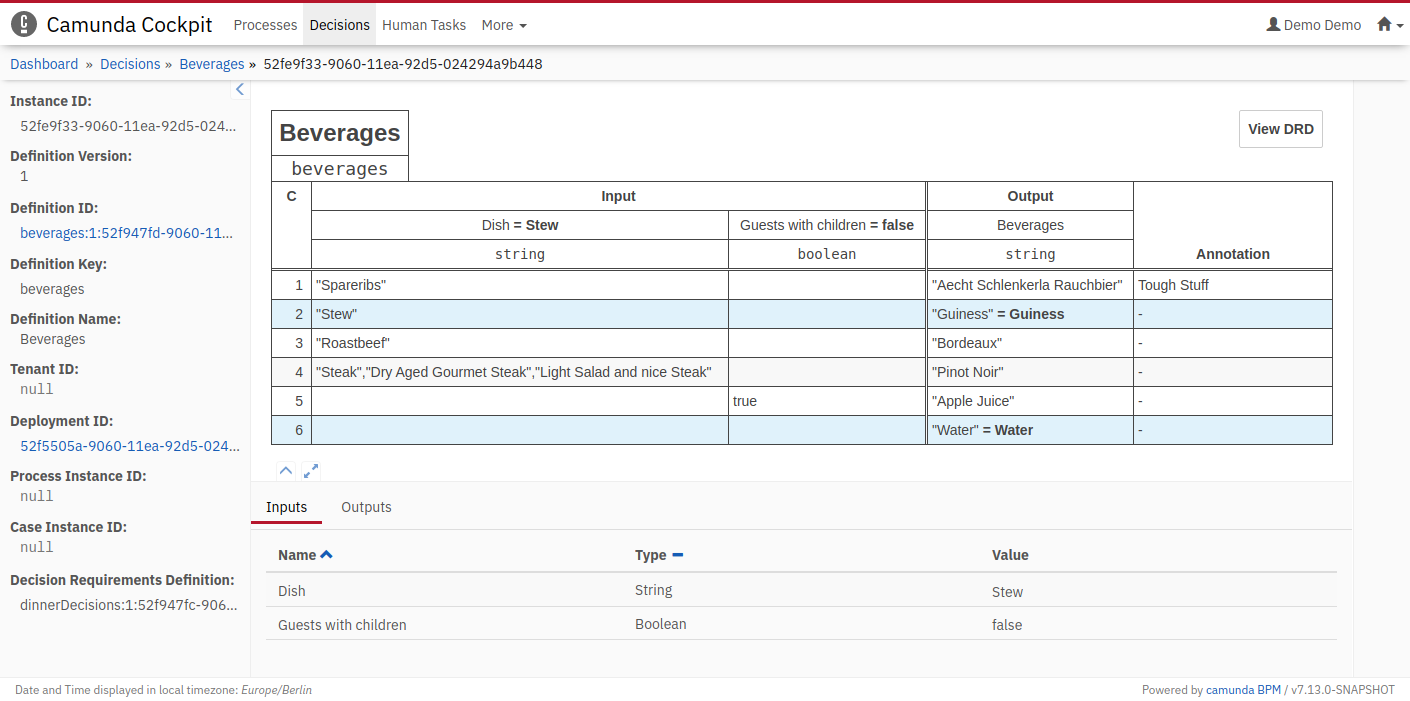 Camunda Cockpit Processes Decisions Human Tasks More Demo Demo
Dashboard » Decisions » Beverages » 52fe9f33-9060-11ea-92d5-024294a9b448
Instance ID:
52fe9f33-9060-11ea-92d5-024...
Definition Version:
1
Definition ID:
beverages:1:52f947fd-9060-11...
Definition Key:
beverages
Definition Name:
Beverages
Tenant ID:
null
Deployment ID:
52f5505a-9060-11ea-92d5-024...
Process Instance ID:
null
Case Instance ID:
null
Decision Requirements Definition:
dinnerDecisions:1:52f947fc-906...
Beverages
View DRD
beverages
C Input Output
Dish = Stew Guests with children = false Beverages
string boolean string Annotation
1 "Spareribs" "Aecht Schlenkerla Rauchbier" Tough Stuff
2 "Stew" "Guiness" = Guiness -
3 "Roastbeef" "Bordeaux" -
4 "Steak","Dry Aged Gourmet Steak","Light Salad and nice Steak" "Pinot Noir" -
5 true "Apple Juice" -
6 "Water" = Water -
Inputs Outputs
Name Type Value
Dish String Stew
Guests with children Boolean false
Date and Time displayed in local timezone: Europe/Berlin Powered by camunda BPM / v7.13.0-SNAPSHOT